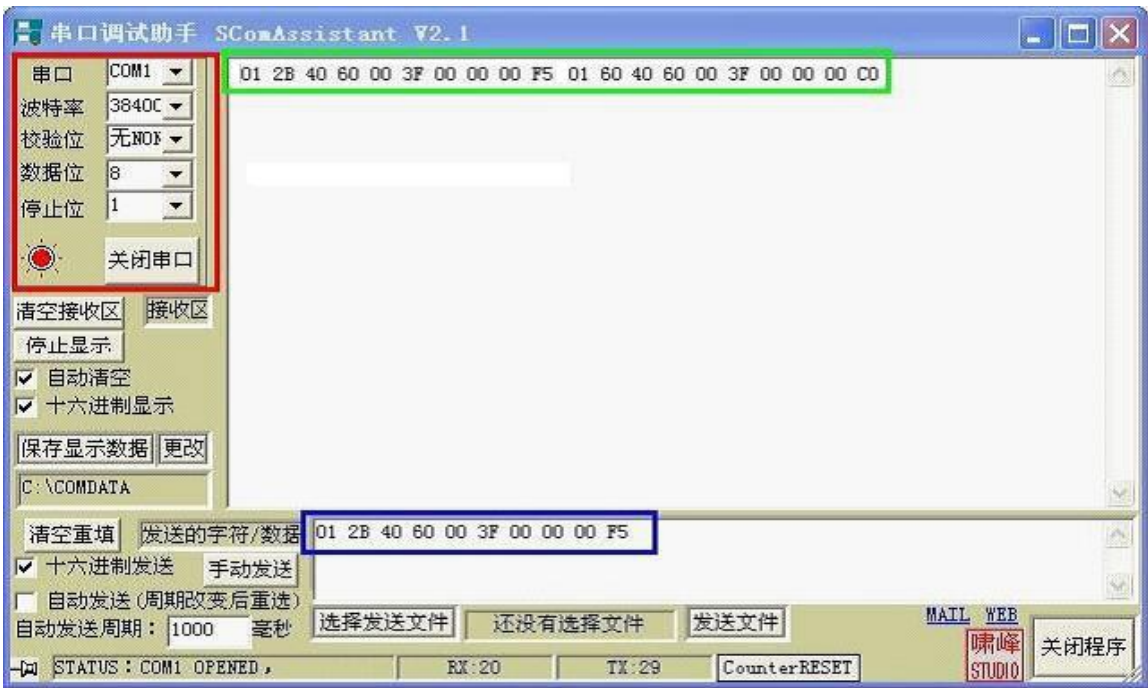 串口调试助手 SComAssistant V2.1
串口 COM1
波特率 3840C
校验位 无NON
数据位 8
停止位 1
关闭串口
清空接收区 接收区
停止显示
自动清空
十六进制显示
保存显示数据 更改
C:\COMDATA
01 2B 40 60 00 3F 00 00 00 F5 01 60 40 60 00 3F 00 00 00 C0
清空重填 发送的字符/数据 01 2B 40 60 00 3F 00 00 00 F5
十六进制发送 手动发送
自动发送(周期改变后重选)
自动发送周期: 1000 毫秒 选择发送文件 还没有选择文件 发送文件
MAIL WEB
啸峰
STUDIO
关闭程序
STATUS:COM1 OPENED, RX:20 TX:29 CounterRESET